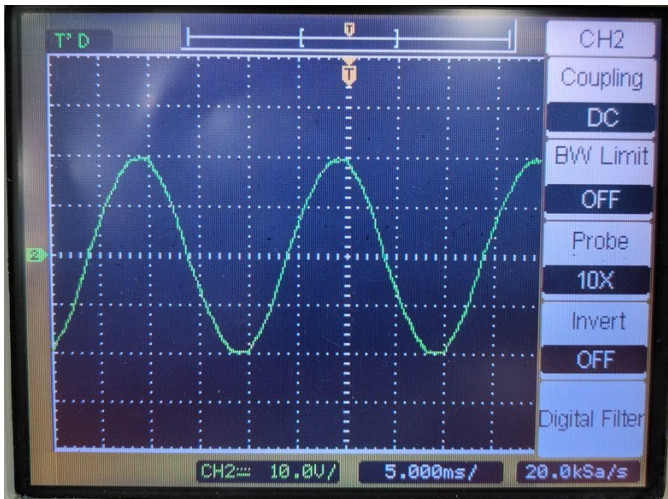 T'D
T
T
CH2
Coupling
DC
BW Limit
OFF
Probe
10X
Invert
OFF
Digital Filter
2
CH2⎓ 10.0V/
5.000ms/
20.0kSa/s